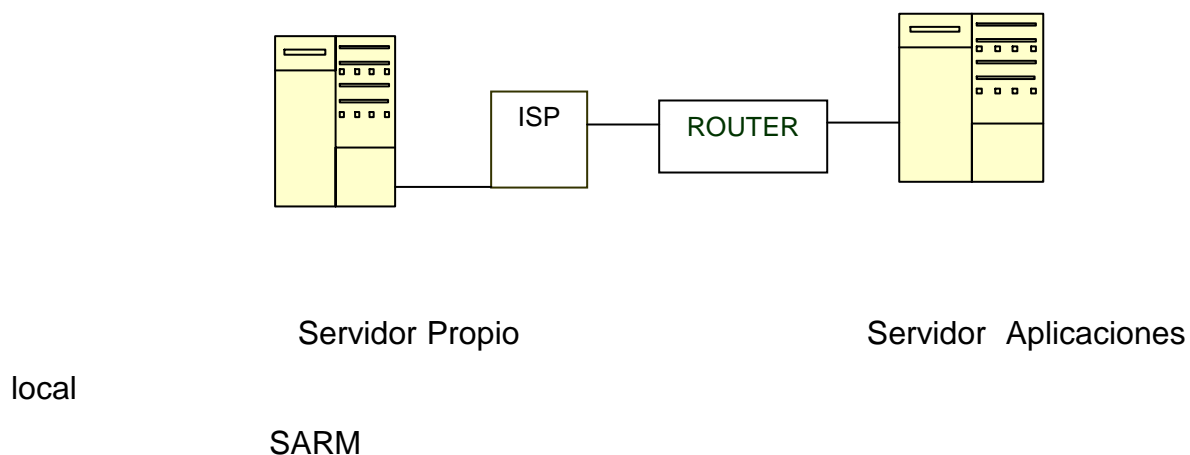 ISP
ROUTER
Servidor Propio Servidor Aplicaciones
local
SARM